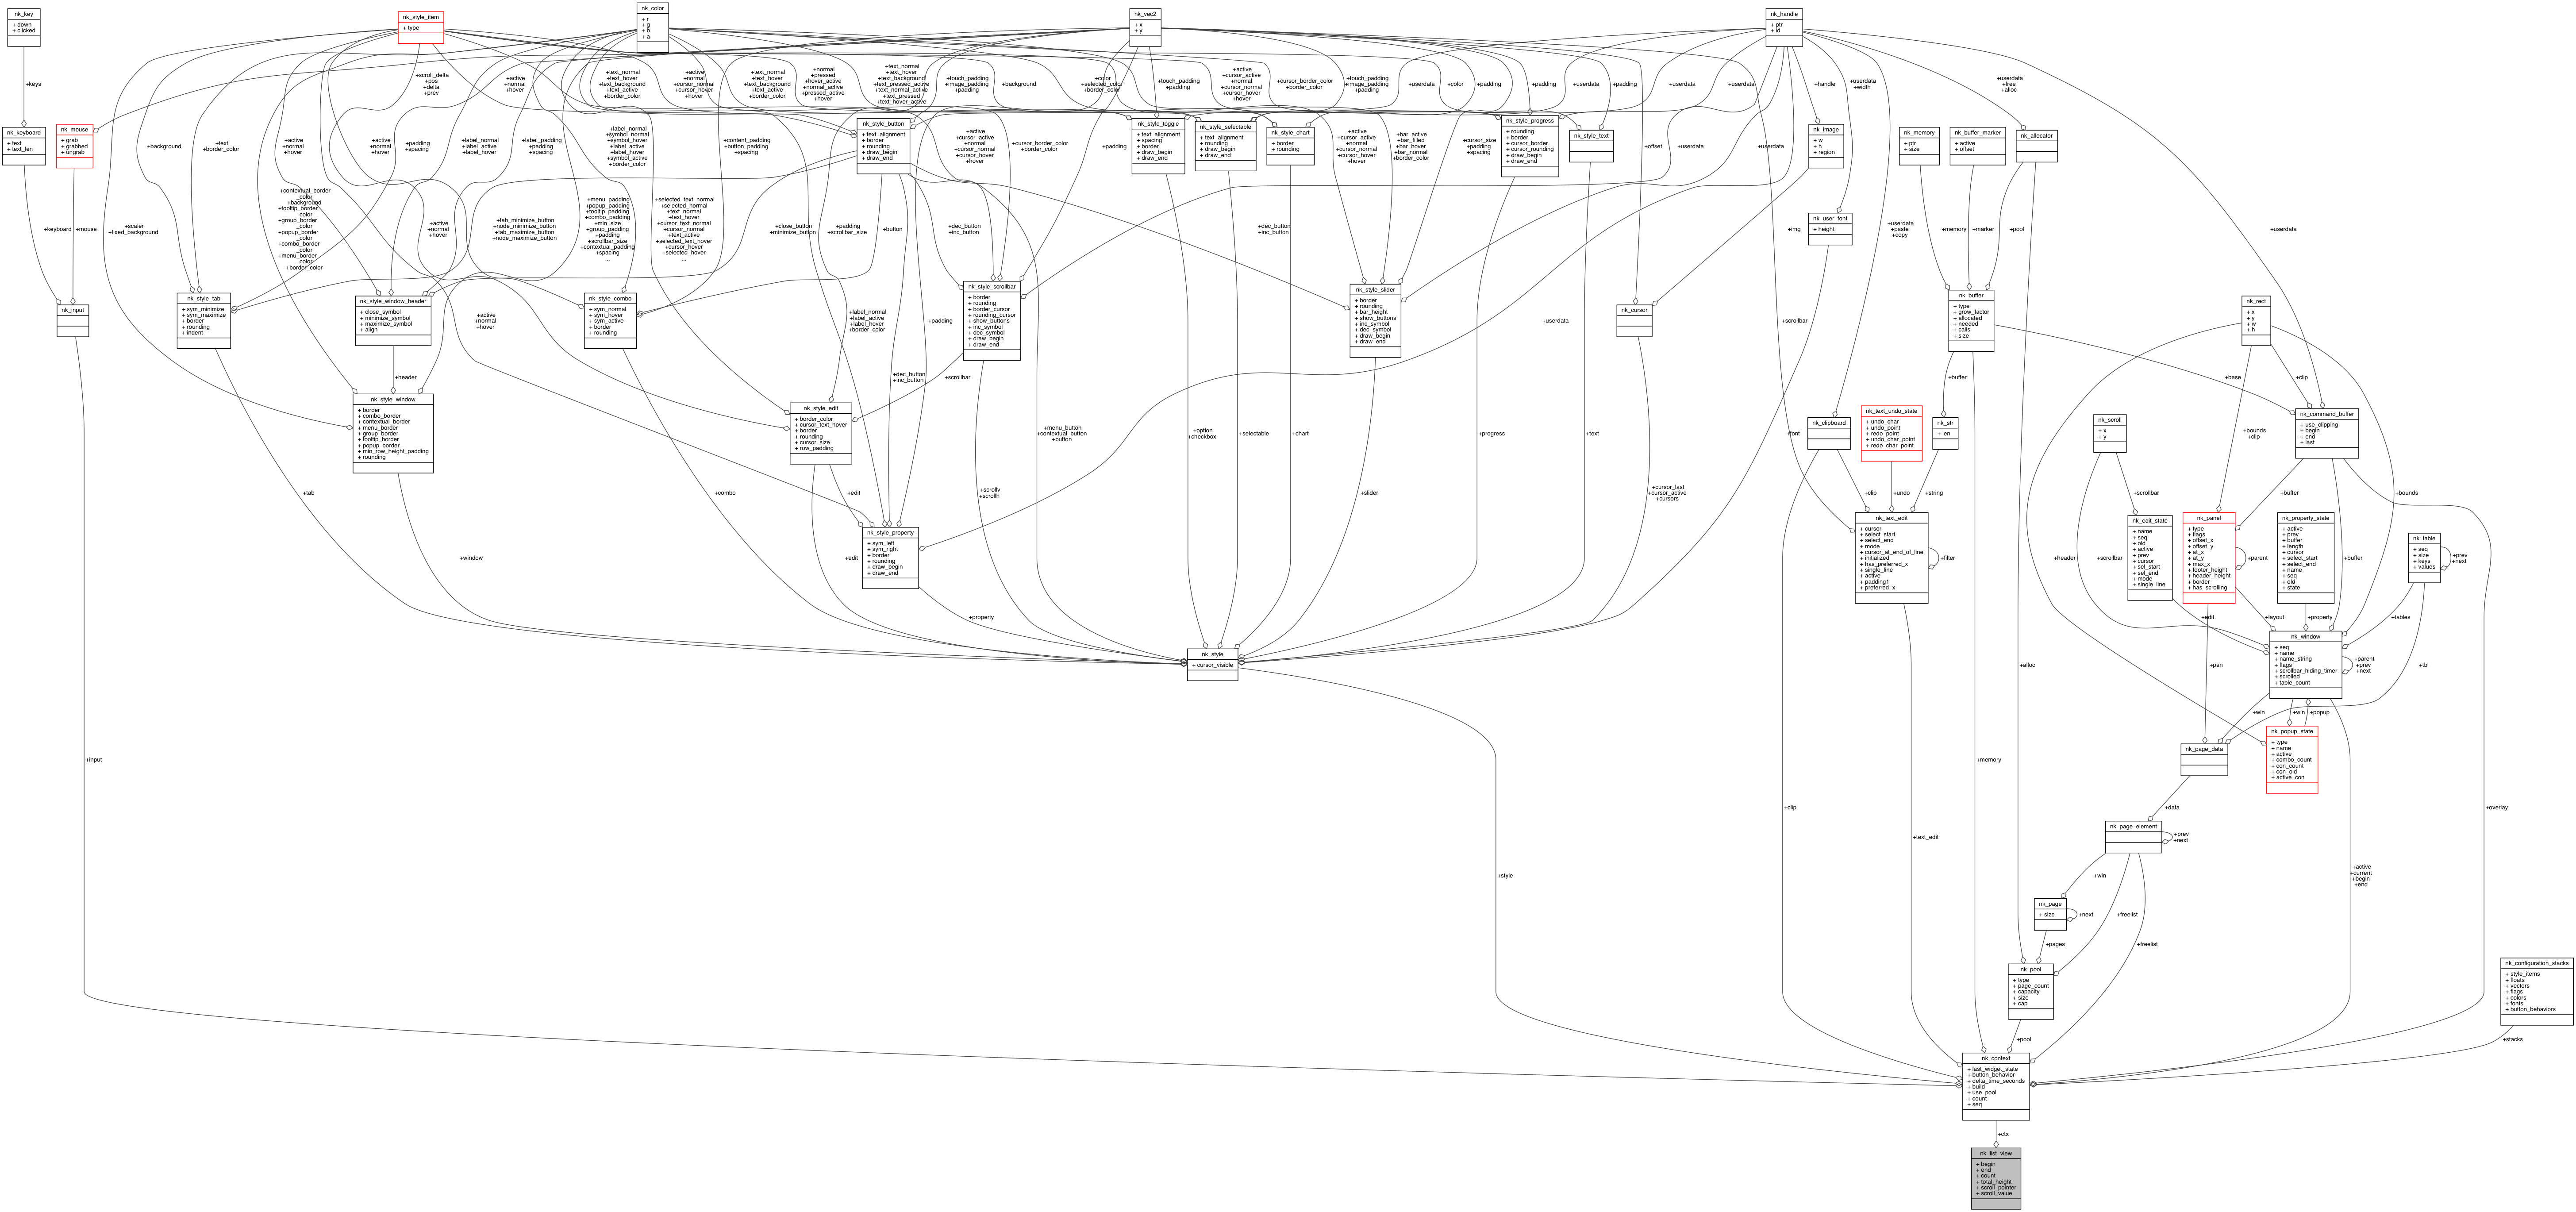 nk_key
+ down
+ clicked
nk_style_item
+ type
nk_color
+ r
+ g
+ b
+ a
nk_vec2
+ x
+ y
nk_handle
+ ptr
+ id
+keys
nk_keyboard
+ text
+ text_len
nk_mouse
+ grab
+ grabbed
+ ungrab
+keyboard
+mouse
nk_input
+input
+scroll_delta
+pos
+delta
+prev
+background
+text
+border_color
+active
+normal
+hover
+scaler
+fixed_background
+contextual_border
_color
+background
+tooltip_border
_color
+group_border
_color
+popup_border
_color
+combo_border
_color
+menu_border
_color
+border_color
+active
+normal
+hover
+padding
+spacing
+label_normal
+label_active
+label_hover
+active
+normal
+hover
+label_padding
+padding
+spacing
+active
+normal
+hover
+tab_minimize_button
+node_minimize_button
+tab_maximize_button
+node_maximize_button
+text_normal
+text_hover
+text_background
+text_active
+border_color
+label_normal
+symbol_normal
+symbol_hover
+label_active
+label_hover
+symbol_active
+border_color
+menu_padding
+popup_padding
+tooltip_padding
+combo_padding
+min_size
+group_padding
+padding
+scrollbar_size
+contextual_padding
+spacing
...
+active
+normal
+cursor_normal
+cursor_hover
+hover
+selected_text_normal
+selected_normal
+text_normal
+text_hover
+cursor_text_normal
+cursor_normal
+text_active
+selected_text_hover
+cursor_hover
+selected_hover
...
+text_normal
+text_hover
+text_background
+text_active
+border_color
+content_padding
+button_padding
+spacing
+close_button
+minimize_button
+normal
+pressed
+hover_active
+normal_active
+pressed_active
+hover
+padding
+scrollbar_size
+text_normal
+text_hover
+text_background
+text_pressed_active
+text_normal_active
+text_pressed
+text_hover_active
+touch_padding
+image_padding
+padding
+button
nk_style_button
+ text_alignment
+ border
+ rounding
+ draw_begin
+ draw_end
+background
+active
+cursor_active
+normal
+cursor_normal
+cursor_hover
+hover
+cursor_border_color
+border_color
+dec_button
+inc_button
+color
+selected_color
+border_color
+padding
+touch_padding
+padding
nk_style_toggle
+ text_alignment
+ spacing
+ border
+ draw_begin
+ draw_end
+active
+cursor_active
+normal
+cursor_normal
+cursor_hover
+hover
nk_style_selectable
+ text_alignment
+ rounding
+ draw_begin
+ draw_end
+cursor_border_color
+border_color
nk_style_chart
+ border
+ rounding
+touch_padding
+image_padding
+padding
+active
+cursor_active
+normal
+cursor_normal
+cursor_hover
+hover
+userdata
+bar_active
+bar_filled
+bar_hover
+bar_normal
+border_color
+color
+padding
+cursor_size
+padding
+spacing
+padding
nk_style_progress
+ rounding
+ border
+ cursor_border
+ cursor_rounding
+ draw_begin
+ draw_end
+userdata
+padding
nk_style_text
+offset
+userdata
+userdata
+userdata
+userdata
+img
+handle
nk_image
+ w
+ h
+ region
+userdata
+width
nk_user_font
+ height
+userdata
+paste
+copy
nk_memory
+ ptr
+ size
nk_buffer_marker
+ active
+ offset
+userdata
+free
+alloc
nk_allocator
+memory
+marker
+pool
+userdata
nk_style_tab
+ sym_minimize
+ sym_maximize
+ border
+ rounding
+ indent
nk_style_window_header
+ close_symbol
+ minimize_symbol
+ maximize_symbol
+ align
nk_style_combo
+ sym_normal
+ sym_hover
+ sym_active
+ border
+ rounding
nk_style_scrollbar
+ border
+ rounding
+ border_cursor
+ rounding_cursor
+ show_buttons
+ inc_symbol
+ dec_symbol
+ draw_begin
+ draw_end
+dec_button
+inc_button
nk_style_slider
+ border
+ rounding
+ bar_height
+ show_buttons
+ inc_symbol
+ dec_symbol
+ draw_begin
+ draw_end
nk_cursor
nk_buffer
+ type
+ grow_factor
+ allocated
+ needed
+ calls
+ size
nk_rect
+ x
+ y
+ w
+ h
+active
+normal
+hover
+label_normal
+label_active
+label_hover
+border_color
+padding
+userdata
+scrollbar
+header
+dec_button
+inc_button
+scrollbar
+buffer
+base
+clip
nk_style_window
+ border
+ combo_border
+ contextual_border
+ menu_border
+ group_border
+ tooltip_border
+ popup_border
+ min_row_height_padding
+ rounding
nk_style_edit
+ border_color
+ cursor_text_hover
+ border
+ rounding
+ cursor_size
+ row_padding
+menu_button
+contextual_button
+button
+option
+checkbox
+selectable
+chart
+progress
+text
+font
nk_clipboard
nk_text_undo_state
+ undo_char
+ undo_point
+ redo_point
+ undo_char_point
+ redo_char_point
nk_str
+ len
nk_scroll
+ x
+ y
+bounds
+clip
nk_command_buffer
+ use_clipping
+ begin
+ end
+ last
+tab
+combo
+edit
+scrollv
+scrollh
+slider
+cursor_last
+cursor_active
+cursors
+clip
+undo
+string
+scrollbar
+buffer
+bounds
nk_style_property
+ sym_left
+ sym_right
+ border
+ rounding
+ draw_begin
+ draw_end
nk_text_edit
+ cursor
+ select_start
+ select_end
+ mode
+ cursor_at_end_of_line
+ initialized
+ has_preferred_x
+ single_line
+ active
+ padding1
+ preferred_x
+filter
nk_edit_state
+ name
+ seq
+ old
+ active
+ prev
+ cursor
+ sel_start
+ sel_end
+ mode
+ single_line
nk_panel
+ type
+ flags
+ offset_x
+ offset_y
+ at_x
+ at_y
+ max_x
+ footer_height
+ header_height
+ border
+ has_scrolling
+parent
nk_property_state
+ active
+ prev
+ buffer
+ length
+ cursor
+ select_start
+ select_end
+ name
+ seq
+ old
+ state
nk_table
+ seq
+ size
+ keys
+ values
+prev
+next
+window
+edit
+header
+scrollbar
+buffer
+property
+edit
+layout
+property
+tables
nk_style
+ cursor_visible
nk_window
+ seq
+ name
+ name_string
+ flags
+ scrollbar_hiding_timer
+ scrolled
+ table_count
+parent
+prev
+next
+alloc
+pan
+tbl
+win
+win
+popup
nk_popup_state
+ type
+ name
+ active
+ combo_count
+ con_count
+ con_old
+ active_con
nk_page_data
+memory
+clip
+data
+overlay
nk_page_element
+prev
+next
+text_edit
+style
+win
+active
+current
+begin
+end
nk_page
+ size
+next
+freelist
+pages
+freelist
nk_pool
+ type
+ page_count
+ capacity
+ size
+ cap
nk_configuration_stacks
+ style_items
+ floats
+ vectors
+ flags
+ colors
+ fonts
+ button_behaviors
+pool
+stacks
nk_context
+ last_widget_state
+ button_behavior
+ delta_time_seconds
+ build
+ use_pool
+ count
+ seq
+ctx
nk_list_view
+ begin
+ end
+ count
+ total_height
+ scroll_pointer
+ scroll_value